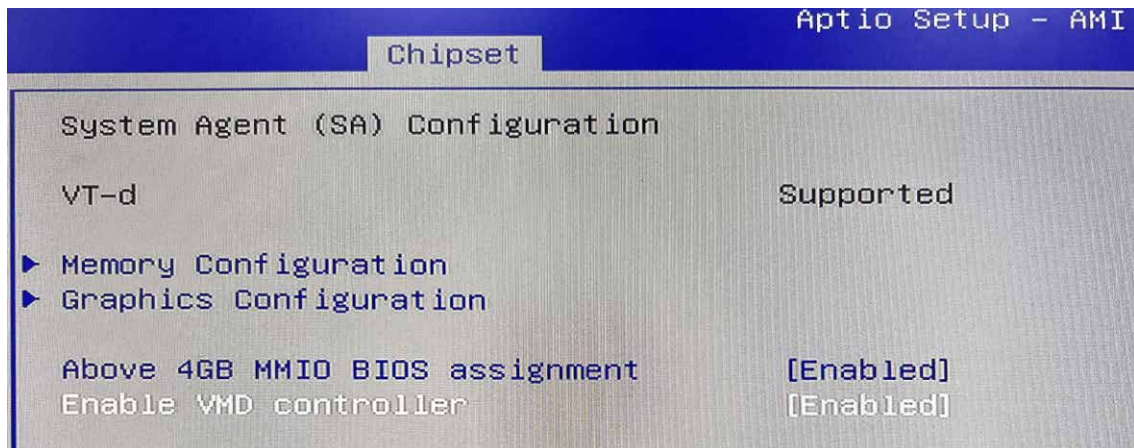 Aptio Setup - AMI
Chipset
System Agent (SA) Configuration
VT-d Supported
Memory Configuration
Graphics Configuration
Above 4GB MMIO BIOS assignment [Enabled]
Enable VMD controller [Enabled]